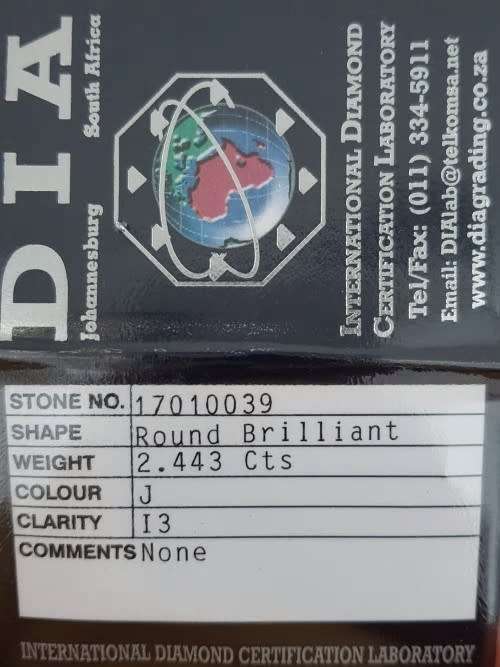 DIA
Johannesburg South Africa
INTERNATIONAL DIAMOND
CERTIFICATION LABORATORY
Tel/Fax: (011) 334-5911
Email: DIAlab@telkomsa.net
www.diagrading.co.za
STONE NO. 17010039
SHAPE Round Brilliant
WEIGHT 2.443 Cts
COLOUR J
CLARITY I3
COMMENTS None
INTERNATIONAL DIAMOND CERTIFICATION LABORATORY